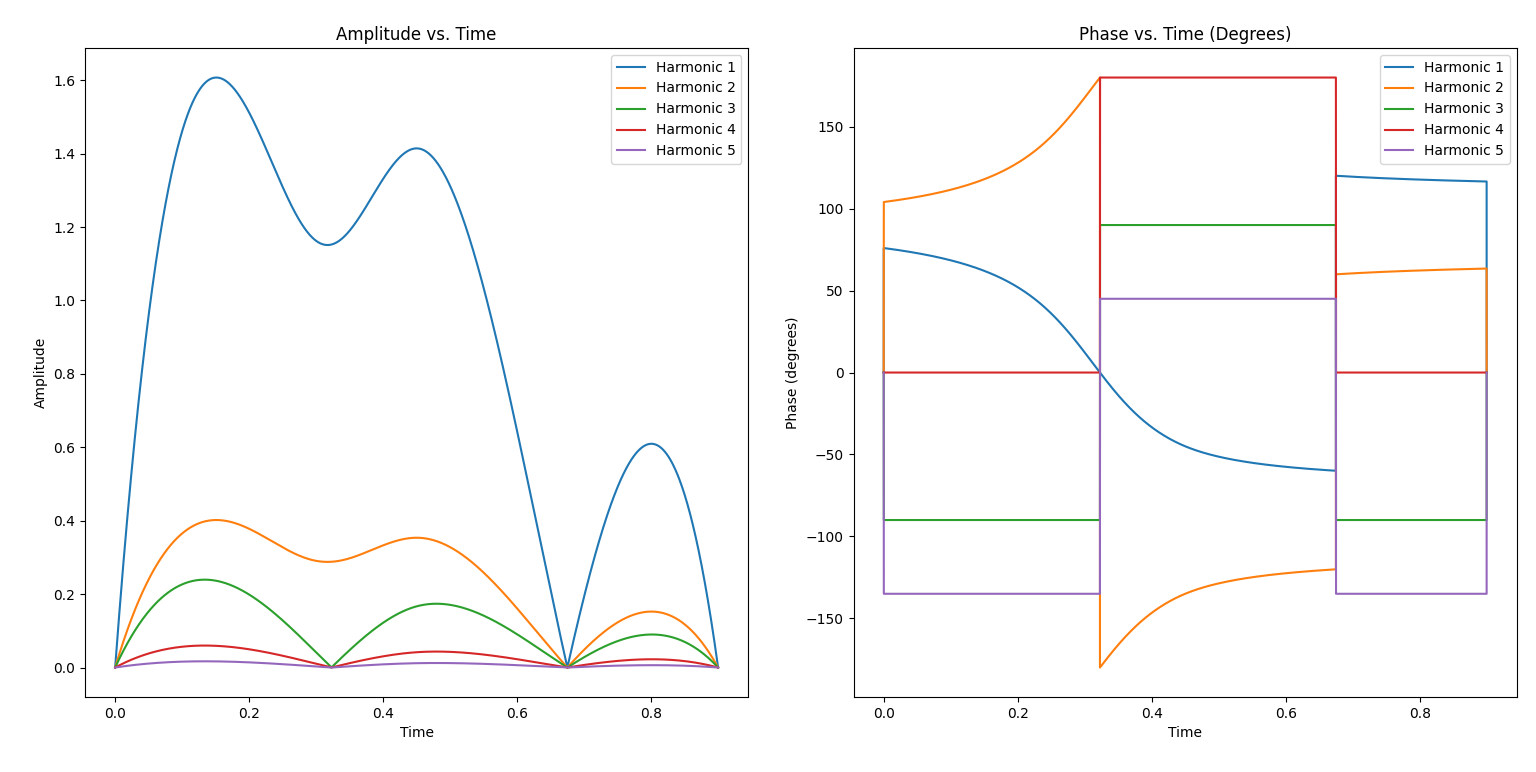 Amplitude vs. Time
Amplitude
1.6
1.4
1.2
1.0
0.8
0.6
0.4
0.2
0.0
0.0
0.2
0.4
0.6
0.8
Time
Harmonic 1
Harmonic 2
Harmonic 3
Harmonic 4
Harmonic 5
Phase vs. Time (Degrees)
Phase (degrees)
150
100
50
0
−50
−100
−150
0.0
0.2
0.4
0.6
0.8
Time
Harmonic 1
Harmonic 2
Harmonic 3
Harmonic 4
Harmonic 5